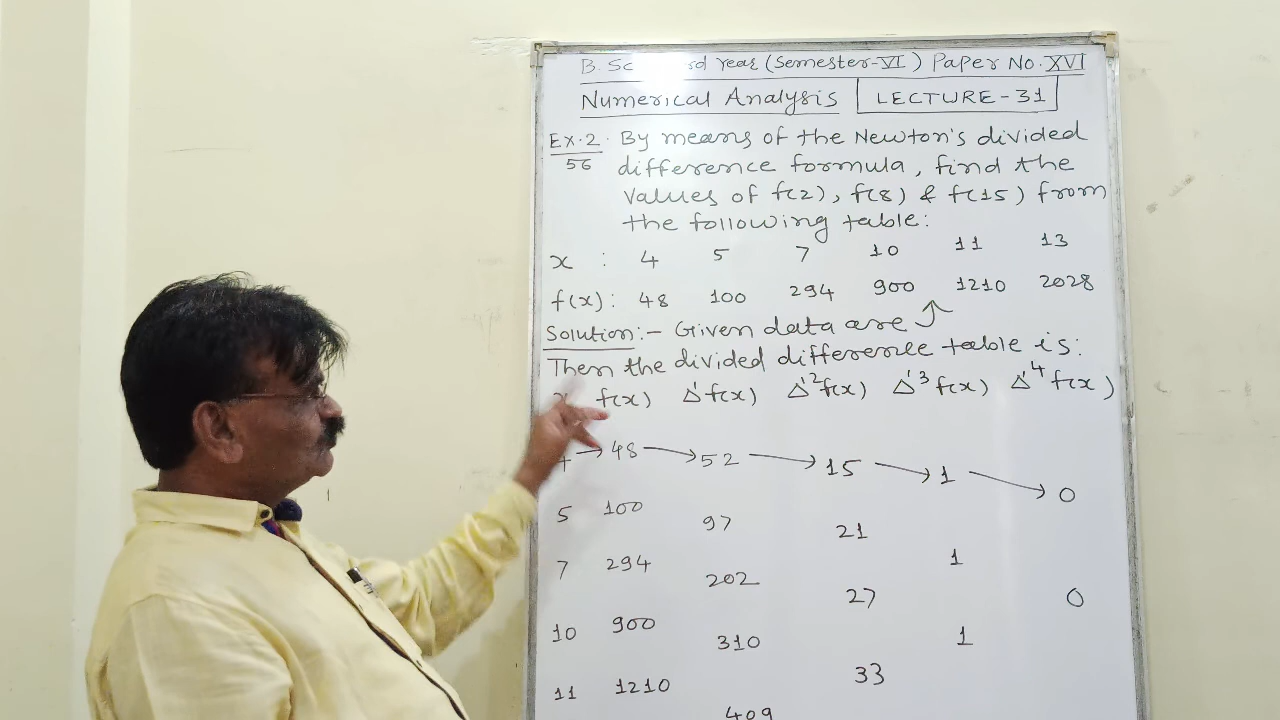 B.Sc rd Year (Semester-VI) Paper No. XVI
Numerical Analysis LECTURE-31
Ex.2/56. By means of the Newton's divided
difference formula, find the
values of f(2), f(8) & f(15) from
the following table:
x : 4 5 7 10 11 13
f(x): 48 100 294 900 1210 2028
Solution:- Given data are ↗
Then the divided difference table is:
f(x) Δ'f(x) Δ'²f(x) Δ'³f(x) Δ'⁴f(x)
→ 48 → 52 → 15 → 1 → 0
5 100
97
21
1
7 294
202
27
0
10 900
310
1
33
11 1210
409